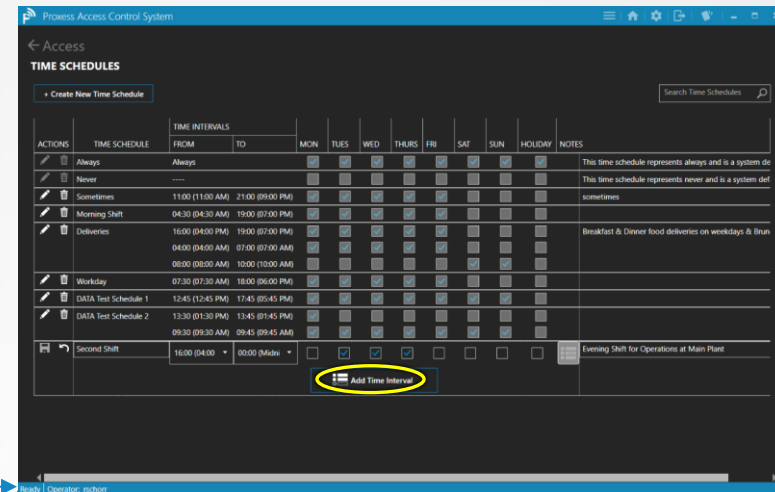 Proxess Access Control System
Access
TIME SCHEDULES
+ Create New Time Schedule
Search Time Schedules
TIME INTERVALS
ACTIONS TIME SCHEDULE FROM TO MON TUES WED THURS FRI SAT SUN HOLIDAY NOTES
Always Always This time schedule represents always and is a system de
Never ---- This time schedule represents never and is a system def
Sometimes 11:00 (11:00 AM) 21:00 (09:00 PM) sometimes
Morning Shift 04:30 (04:30 AM) 19:00 (07:00 PM)
Deliveries 16:00 (04:00 PM) 19:00 (07:00 PM) Breakfast & Dinner food deliveries on weekdays & Brun
04:00 (04:00 AM) 07:00 (07:00 AM)
08:00 (08:00 AM) 10:00 (10:00 AM)
Workday 07:30 (07:30 AM) 18:00 (06:00 PM)
DATA Test Schedule 1 12:45 (12:45 PM) 17:45 (05:45 PM)
DATA Test Schedule 2 13:30 (01:30 PM) 13:45 (01:45 PM)
09:30 (09:30 AM) 09:45 (09:45 AM)
Second Shift 16:00 (04:00 00:00 (Midni Evening Shift for Operations at Main Plant
Add Time Interval
Ready Operator: rschorr